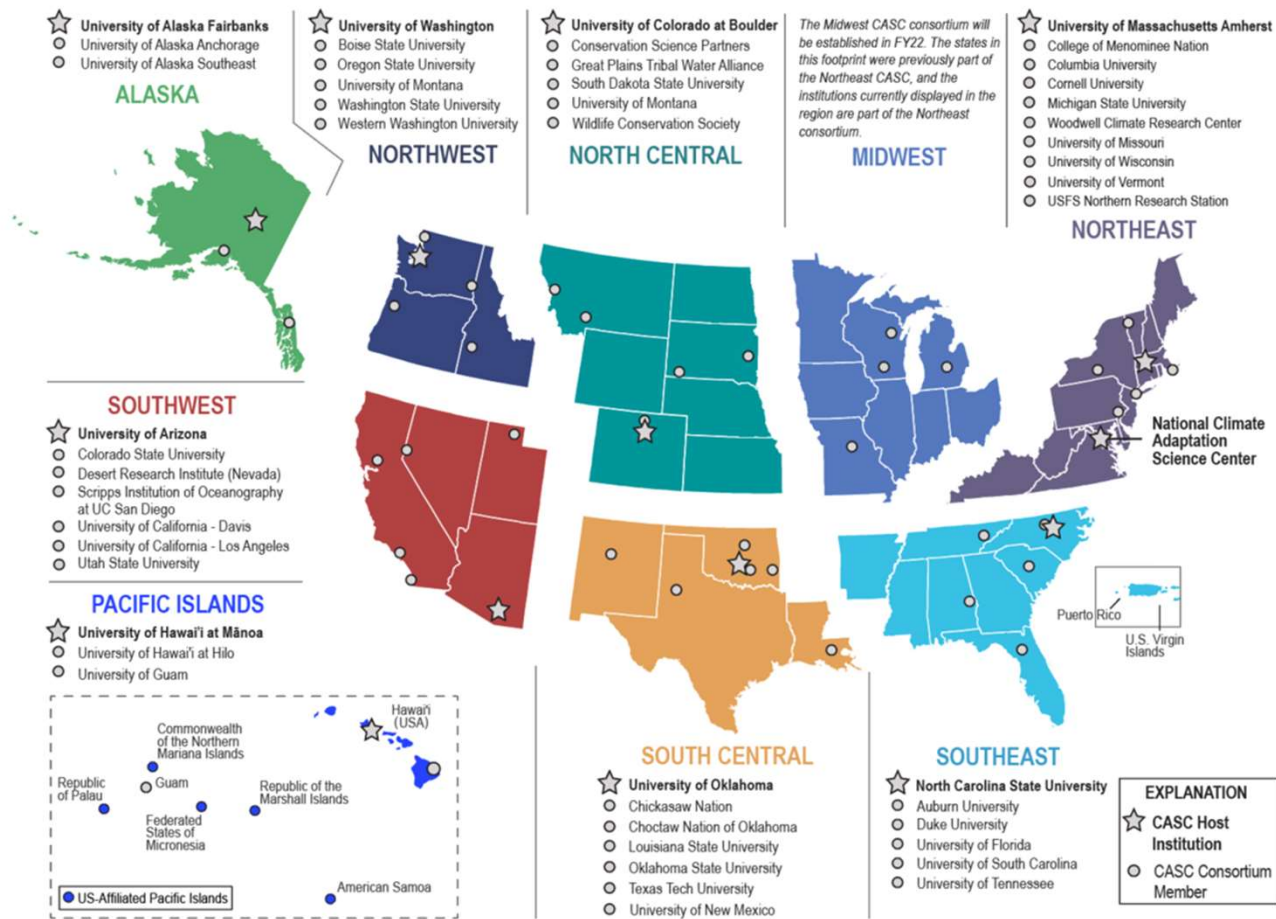 University of Alaska Fairbanks
University of Alaska Anchorage
University of Alaska Southeast
ALASKA
University of Washington
Boise State University
Oregon State University
University of Montana
Washington State University
Western Washington University
NORTHWEST
University of Colorado at Boulder
Conservation Science Partners
Great Plains Tribal Water Alliance
South Dakota State University
University of Montana
Wildlife Conservation Society
NORTH CENTRAL
The Midwest CASC consortium will
be established in FY22. The states in
this footprint were previously part of
the Northeast CASC, and the
institutions currently displayed in the
region are part of the Northeast
consortium.
MIDWEST
University of Massachusetts Amherst
College of Menominee Nation
Columbia University
Cornell University
Michigan State University
Woodwell Climate Research Center
University of Missouri
University of Wisconsin
University of Vermont
USFS Northern Research Station
NORTHEAST
National Climate
Adaptation
Science Center
SOUTHWEST
University of Arizona
Colorado State University
Desert Research Institute (Nevada)
Scripps Institution of Oceanography
at UC San Diego
University of California - Davis
University of California - Los Angeles
Utah State University
PACIFIC ISLANDS
University of Hawai'i at Mānoa
University of Hawai'i at Hilo
University of Guam
Hawai'i
(USA)
Commonwealth
of the Northern
Mariana Islands
Republic
of Palau
Guam
Republic of the
Marshall Islands
Federated
States of
Micronesia
American Samoa
US-Affiliated Pacific Islands
SOUTH CENTRAL
University of Oklahoma
Chickasaw Nation
Choctaw Nation of Oklahoma
Louisiana State University
Oklahoma State University
Texas Tech University
University of New Mexico
Puerto Rico
U.S. Virgin
Islands
SOUTHEAST
North Carolina State University
Auburn University
Duke University
University of Florida
University of South Carolina
University of Tennessee
EXPLANATION
CASC Host
Institution
CASC Consortium
Member